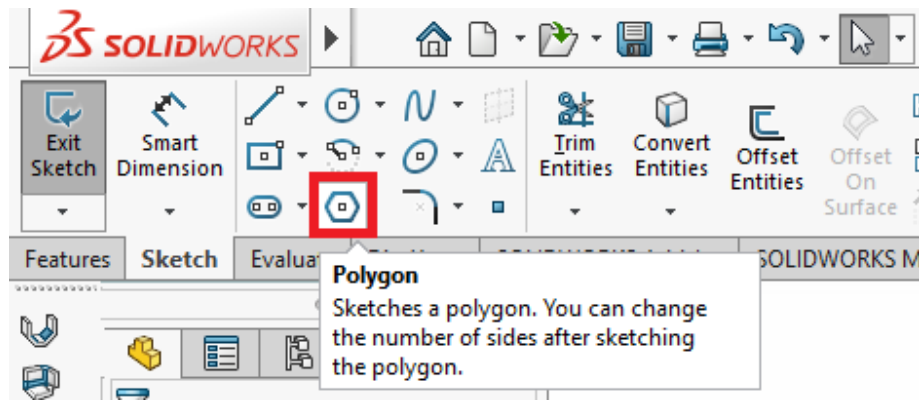 SOLIDWORKS
Exit
Sketch
Smart
Dimension
Trim
Entities
Convert
Entities
Offset
Entities
Offset
On
Surface
Features
Sketch
Evalua
SOLIDWORKS M
Polygon
Sketches a polygon. You can change
the number of sides after sketching
the polygon.